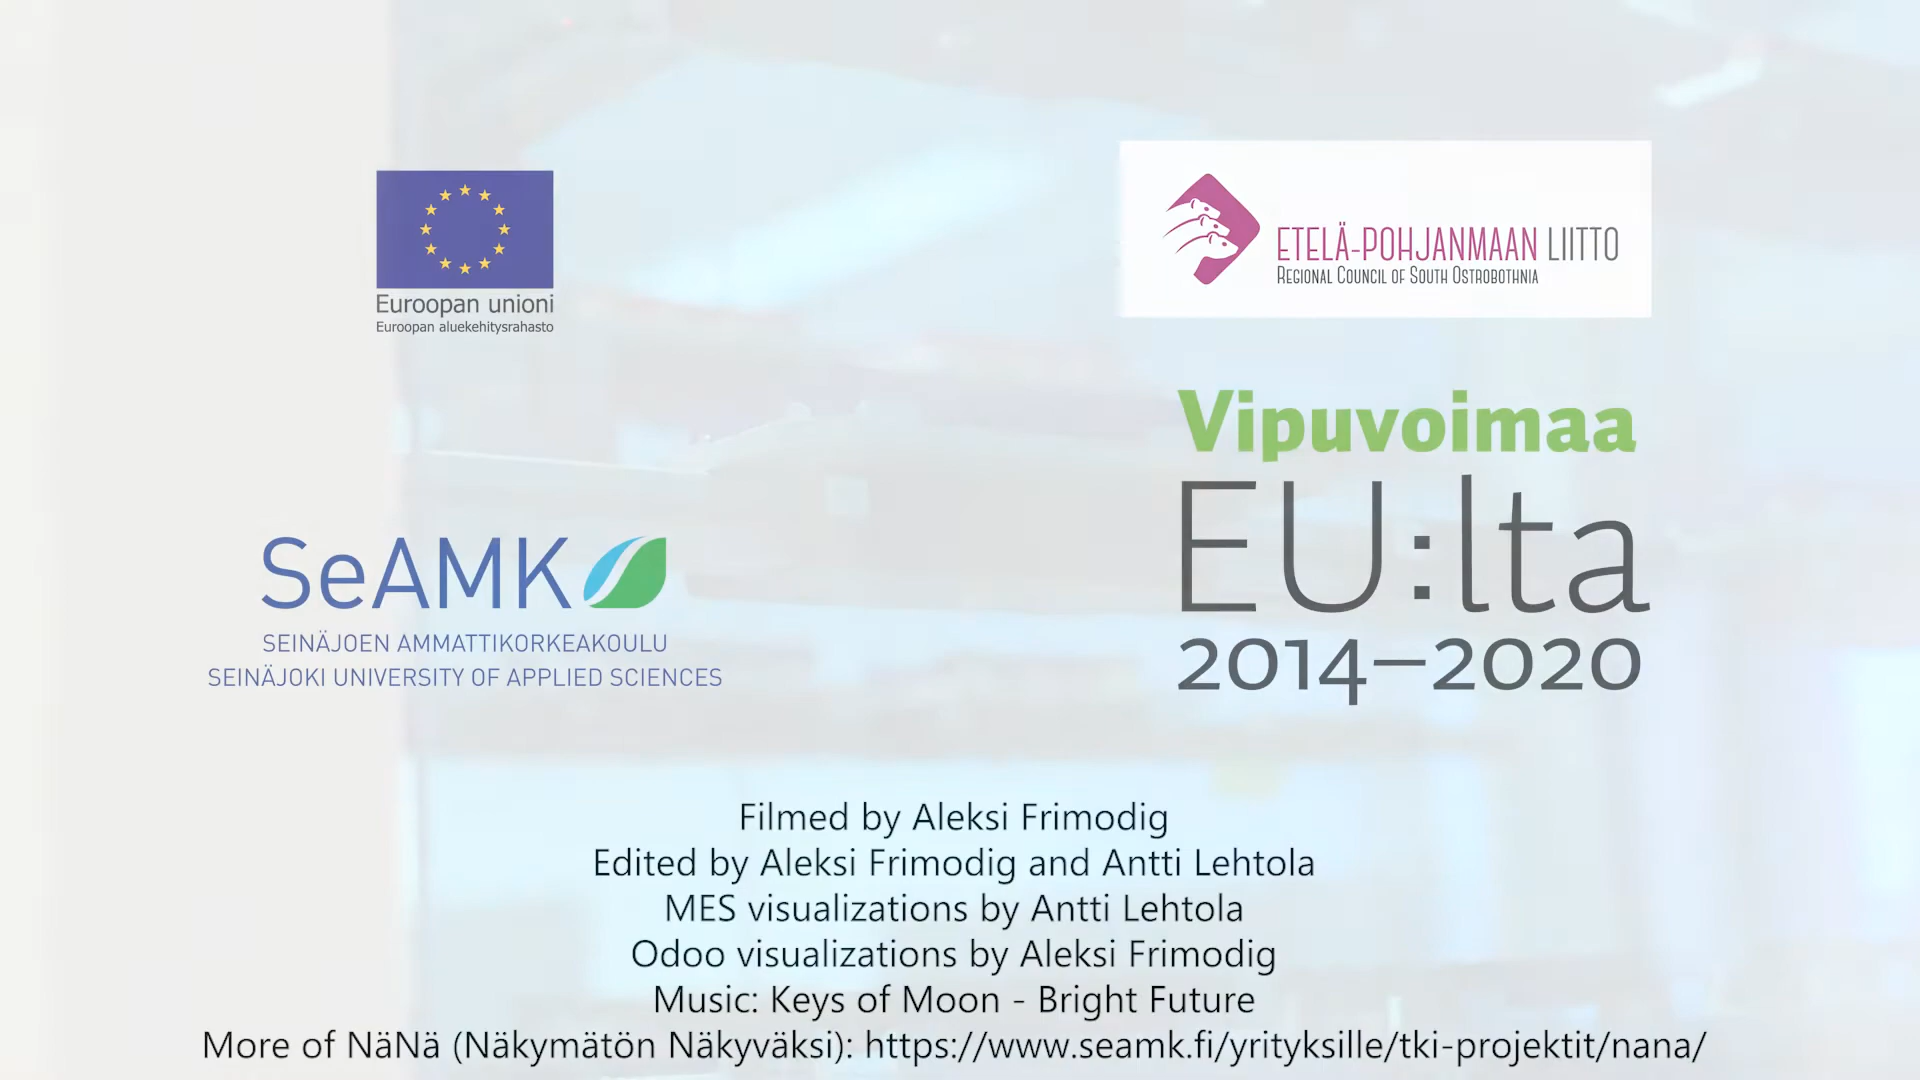 Euroopan unioni
Euroopan aluekehitysrahasto
ETELÄ-POHJANMAAN LIITTO
REGIONAL COUNCIL OF SOUTH OSTROBOTHNIA
Vipuvoimaa
EU:lta
2014–2020
SeAMK
SEINÄJOEN AMMATTIKORKEAKOULU
SEINÄJOKI UNIVERSITY OF APPLIED SCIENCES
Filmed by Aleksi Frimodig
Edited by Aleksi Frimodig and Antti Lehtola
MES visualizations by Antti Lehtola
Odoo visualizations by Aleksi Frimodig
Music: Keys of Moon - Bright Future
More of NäNä (Näkymätön Näkyväksi): https://www.seamk.fi/yrityksille/tki-projektit/nana/